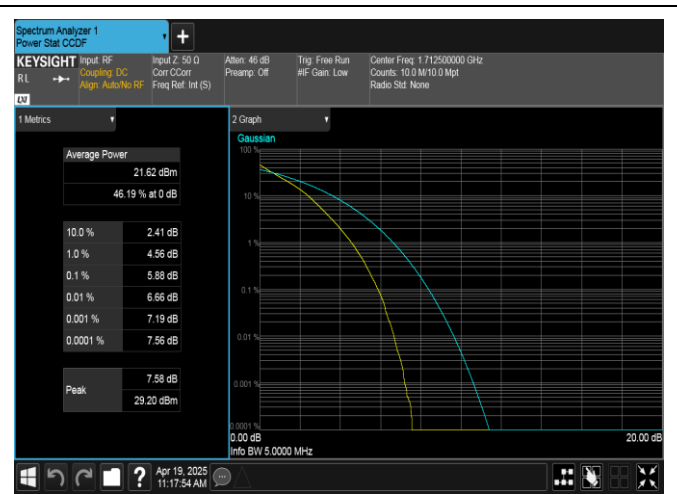 Spectrum Analyzer 1
Power Stat CCDF
KEYSIGHT
RL
LXI
Input: RF
Coupling: DC
Align: Auto/No RF
Input Z: 50 Ω
Corr CCorr
Freq Ref: Int (S)
Atten: 46 dB
Preamp: Off
Trig: Free Run
#IF Gain: Low
Center Freq: 1.712500000 GHz
Counts: 10.0 M/10.0 Mpt
Radio Std: None
1 Metrics
Average Power
21.62 dBm
46.19 % at 0 dB
10.0 % 2.41 dB
1.0 % 4.56 dB
0.1 % 5.88 dB
0.01 % 6.66 dB
0.001 % 7.19 dB
0.0001 % 7.56 dB
Peak 7.58 dB
29.20 dBm
2 Graph
Gaussian
100 %
10 %
1 %
0.1 %
0.01 %
0.001 %
0.0001 %
0.00 dB 20.00 dB
Info BW 5.0000 MHz
?
Apr 19, 2025
11:17:54 AM